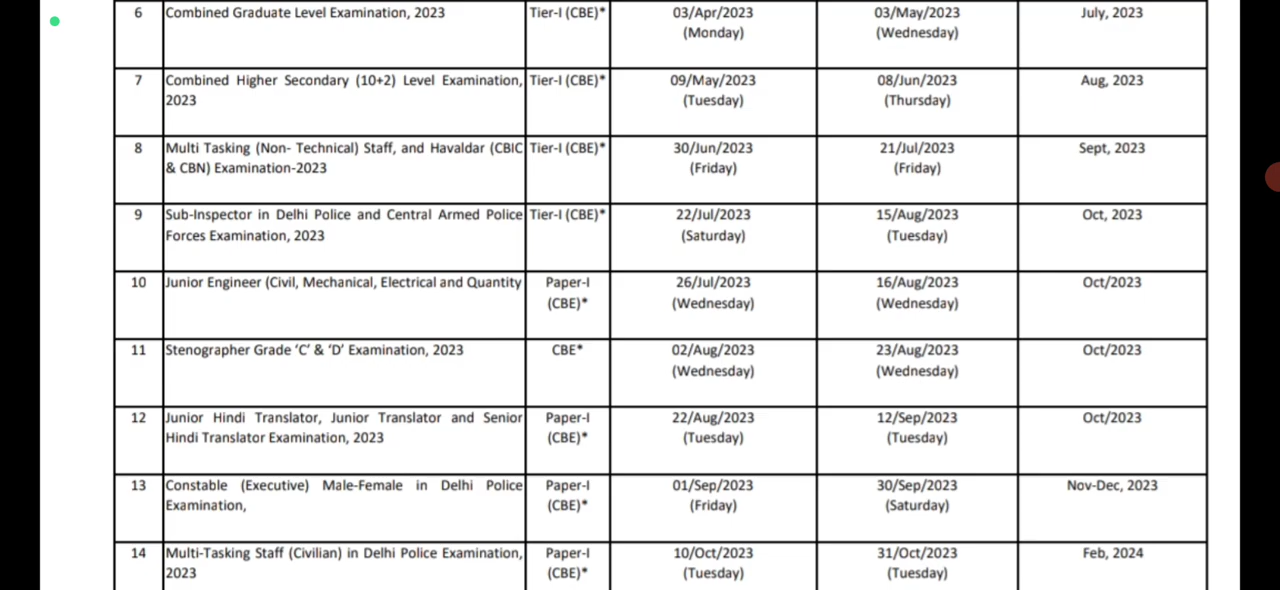 6 Combined Graduate Level Examination, 2023 Tier-I (CBE)* 03/Apr/2023 03/May/2023 July, 2023
(Monday) (Wednesday)
7 Combined Higher Secondary (10+2) Level Examination, Tier-I (CBE)* 09/May/2023 08/Jun/2023 Aug, 2023
2023 (Tuesday) (Thursday)
8 Multi Tasking (Non- Technical) Staff, and Havaldar (CBIC Tier-I (CBE)* 30/Jun/2023 21/Jul/2023 Sept, 2023
& CBN) Examination-2023 (Friday) (Friday)
9 Sub-Inspector in Delhi Police and Central Armed Police Tier-I (CBE)* 22/Jul/2023 15/Aug/2023 Oct, 2023
Forces Examination, 2023 (Saturday) (Tuesday)
10 Junior Engineer (Civil, Mechanical, Electrical and Quantity Paper-I 26/Jul/2023 16/Aug/2023 Oct/2023
(CBE)* (Wednesday) (Wednesday)
11 Stenographer Grade ‘C’ & ‘D’ Examination, 2023 CBE* 02/Aug/2023 23/Aug/2023 Oct/2023
(Wednesday) (Wednesday)
12 Junior Hindi Translator, Junior Translator and Senior Paper-I 22/Aug/2023 12/Sep/2023 Oct/2023
Hindi Translator Examination, 2023 (CBE)* (Tuesday) (Tuesday)
13 Constable (Executive) Male-Female in Delhi Police Paper-I 01/Sep/2023 30/Sep/2023 Nov-Dec, 2023
Examination, (CBE)* (Friday) (Saturday)
14 Multi-Tasking Staff (Civilian) in Delhi Police Examination, Paper-I 10/Oct/2023 31/Oct/2023 Feb, 2024
2023 (CBE)* (Tuesday) (Tuesday)